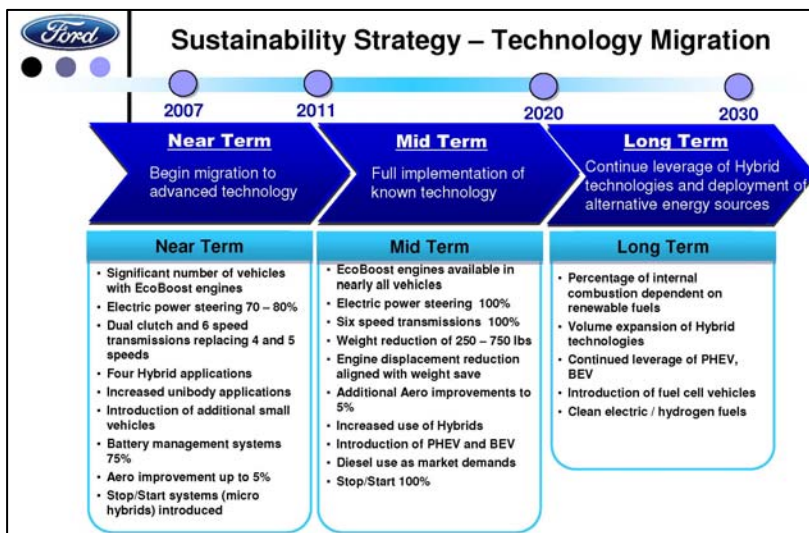 Ford
Sustainability Strategy – Technology Migration
2007
2011
2020
2030
Near Term
Begin migration to
advanced technology
Mid Term
Full implementation of
known technology
Long Term
Continue leverage of Hybrid
technologies and deployment of
alternative energy sources
Near Term
• Significant number of vehicles
with EcoBoost engines
• Electric power steering 70 – 80%
• Dual clutch and 6 speed
transmissions replacing 4 and 5
speeds
• Four Hybrid applications
• Increased unibody applications
• Introduction of additional small
vehicles
• Battery management systems
75%
• Aero improvement up to 5%
• Stop/Start systems (micro
hybrids) introduced
Mid Term
• EcoBoost engines available in
nearly all vehicles
• Electric power steering 100%
• Six speed transmissions 100%
• Weight reduction of 250 – 750 lbs
• Engine displacement reduction
aligned with weight save
• Additional Aero improvements to
5%
• Increased use of Hybrids
• Introduction of PHEV and BEV
• Diesel use as market demands
• Stop/Start 100%
Long Term
• Percentage of internal
combustion dependent on
renewable fuels
• Volume expansion of Hybrid
technologies
• Continued leverage of PHEV,
BEV
• Introduction of fuel cell vehicles
• Clean electric / hydrogen fuels